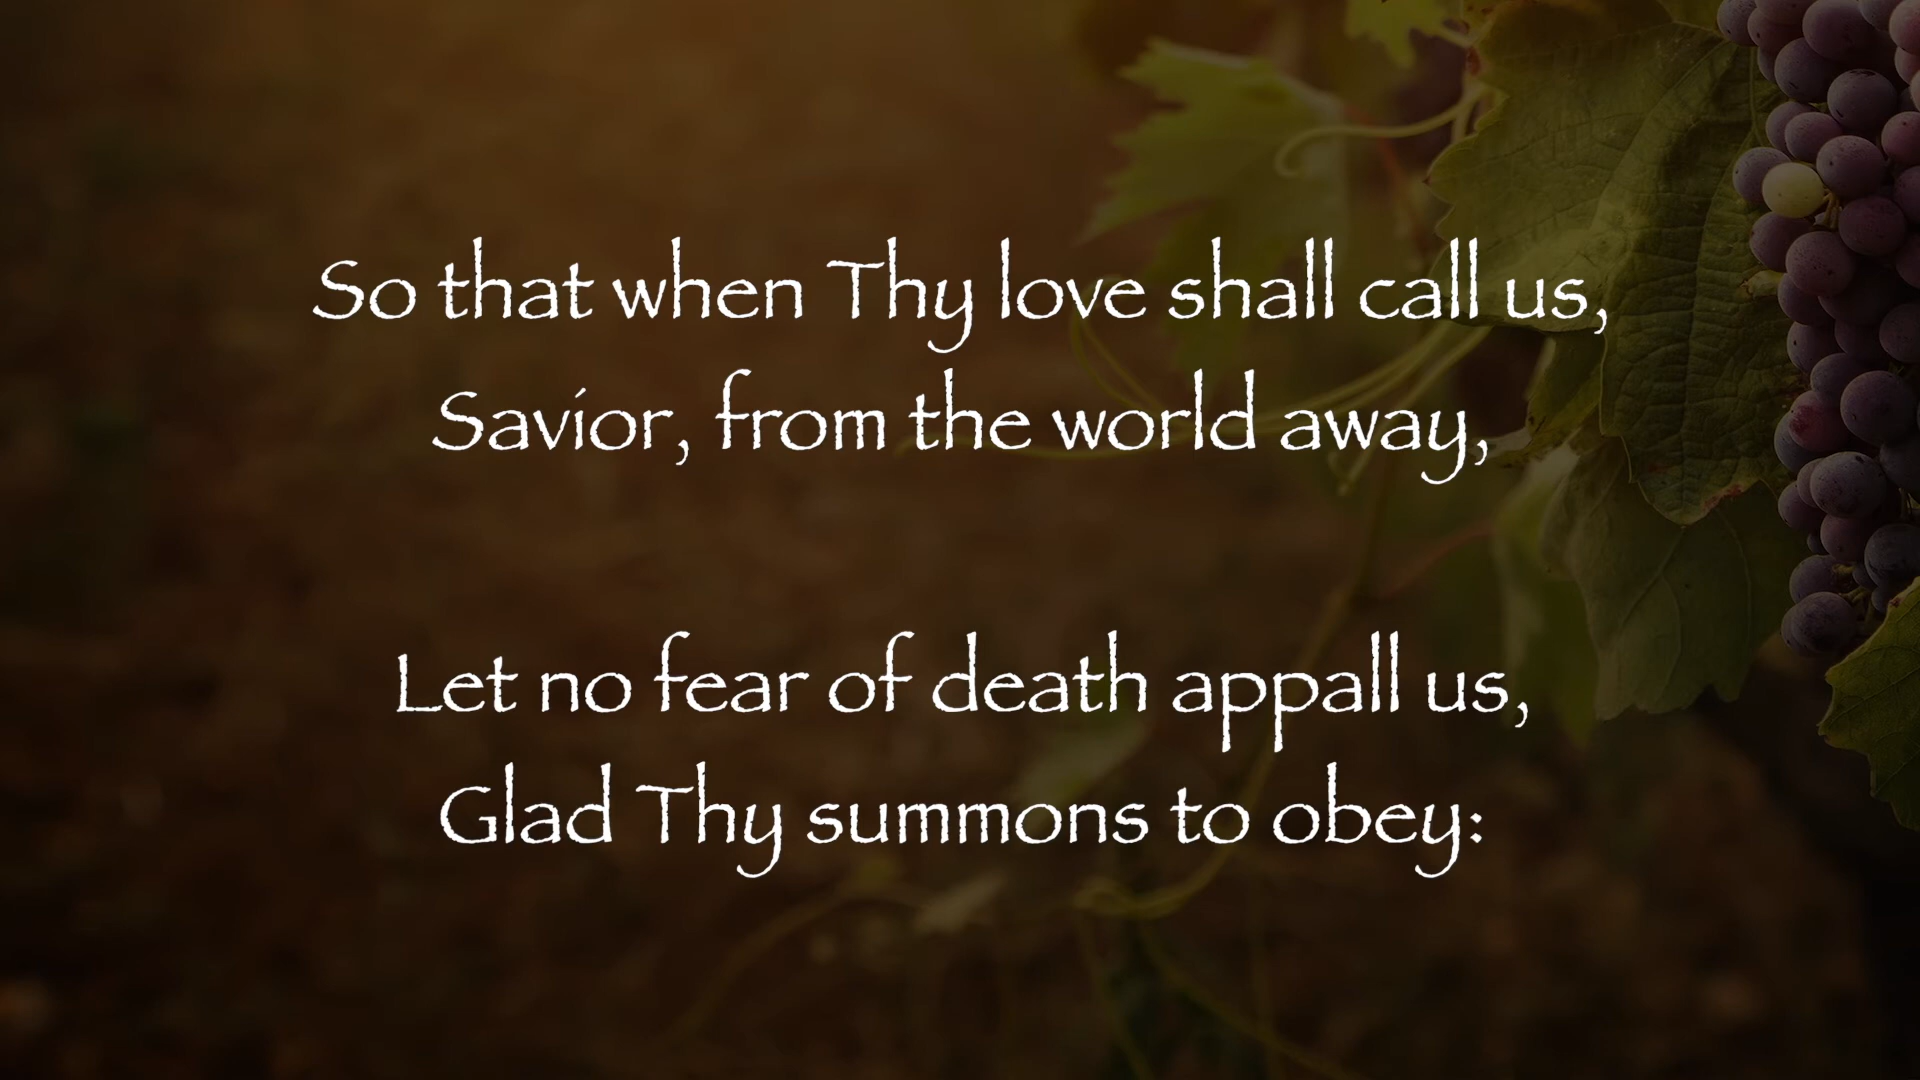 So that when Thy love shall call us,
Savior, from the world away,
Let no fear of death appall us,
Glad Thy summons to obey: